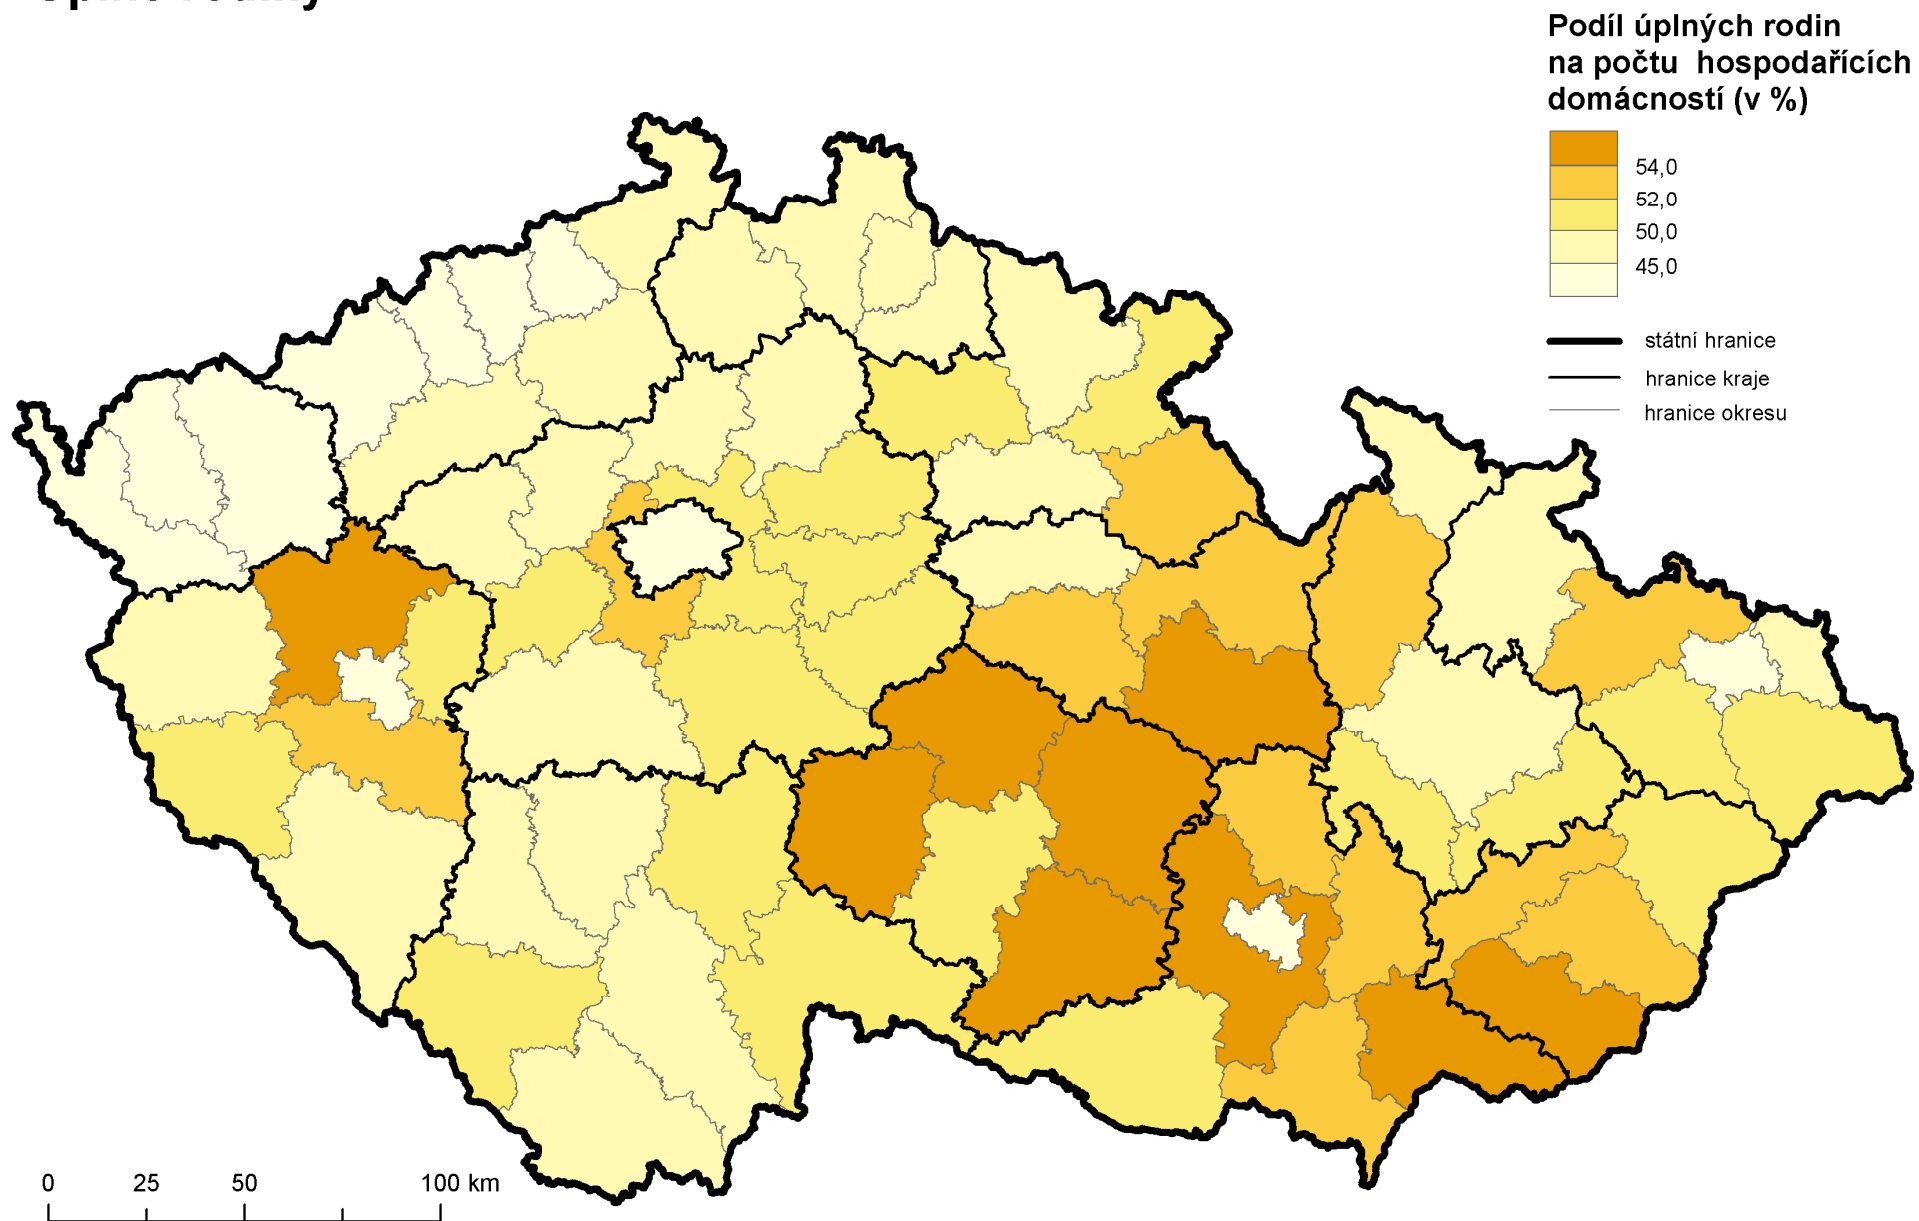 Podíl úplných rodin
na počtu hospodařících
domácností (v %)
54,0
52,0
50,0
45,0
státní hranice
hranice kraje
hranice okresu
0 25 50 100 km